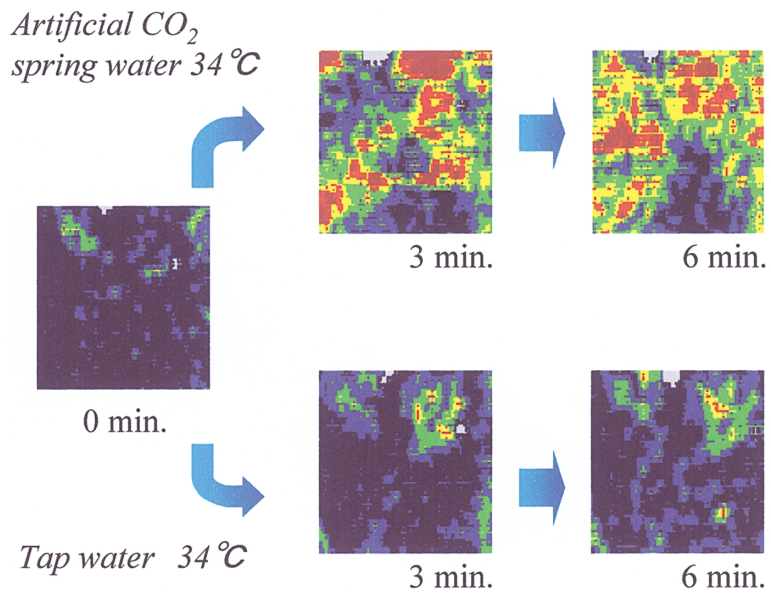 Artificial CO₂
spring water 34℃
3 min.
6 min.
0 min.
Tap water 34℃
3 min.
6 min.